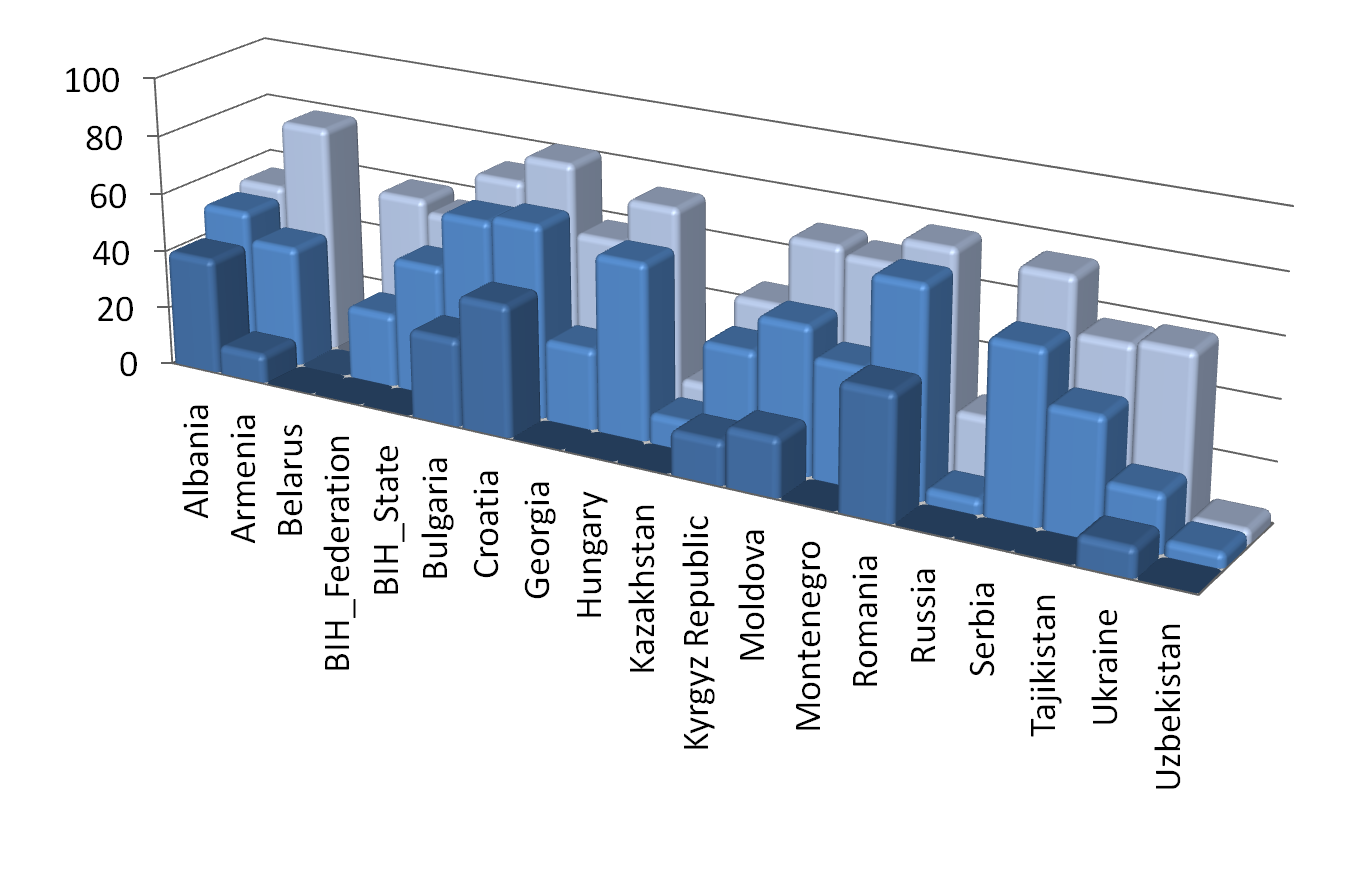 100
80
60
40
20
0
Albania
Armenia
Belarus
BIH_Federation
BIH_State
Bulgaria
Croatia
Georgia
Hungary
Kazakhstan
Kyrgyz Republic
Moldova
Montenegro
Romania
Russia
Serbia
Tajikistan
Ukraine
Uzbekistan